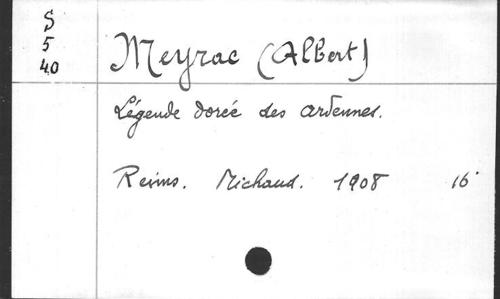 S
5
40
Meyrac (Albert)
Légende dorée des Ardennes.
Reims. Michaud. 1908 16°